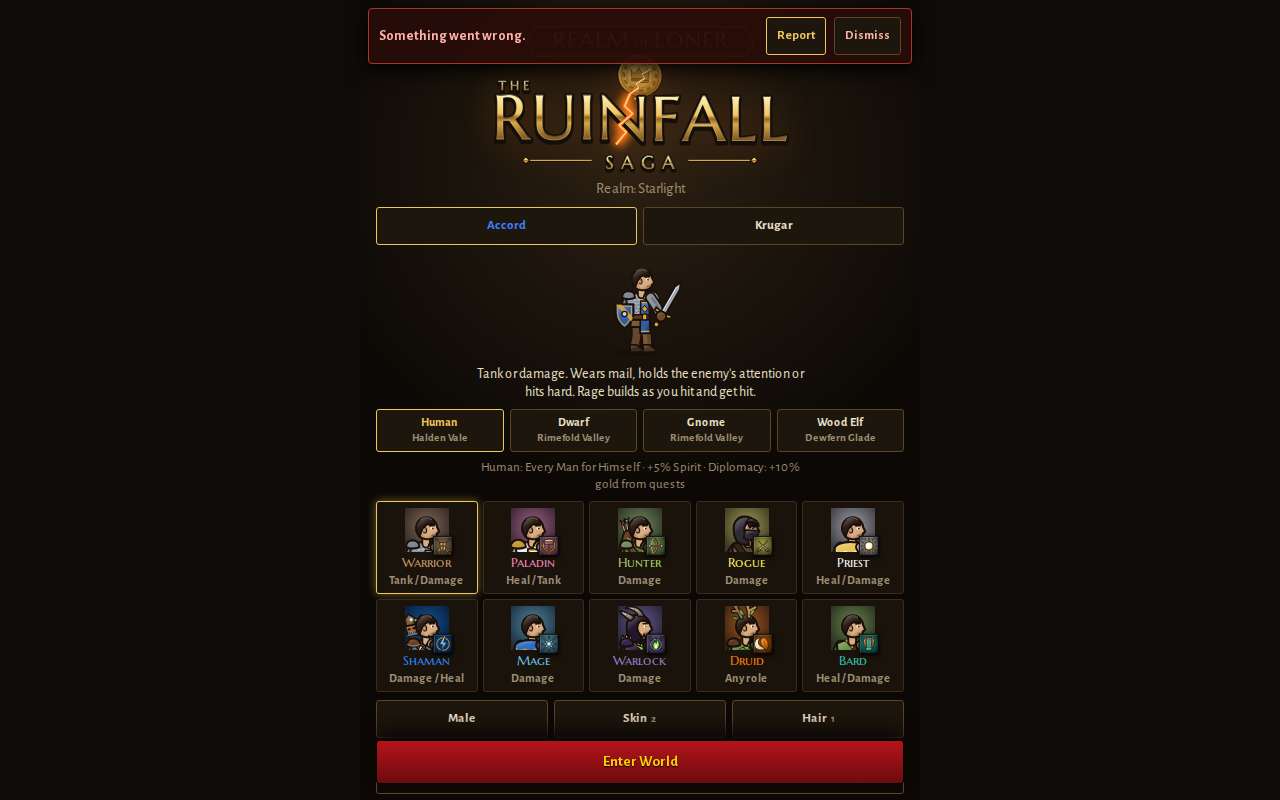 Something went wrong. Report Dismiss
REALM OF LONER
THE
RUINFALL
SAGA
Realm: Starlight
Accord Krugar
Tank or damage. Wears mail, holds the enemy's attention or
hits hard. Rage builds as you hit and get hit.
Human Dwarf Gnome Wood Elf
Halden Vale Rimefold Valley Rimefold Valley Dewfern Glade
Human: Every Man for Himself · +5% Spirit · Diplomacy: +10%
gold from quests
Warrior Paladin Hunter Rogue Priest
Tank / Damage Heal / Tank Damage Damage Heal / Damage
Shaman Mage Warlock Druid Bard
Damage / Heal Damage Damage Any role Heal / Damage
Male Skin 2 Hair 1
Enter World